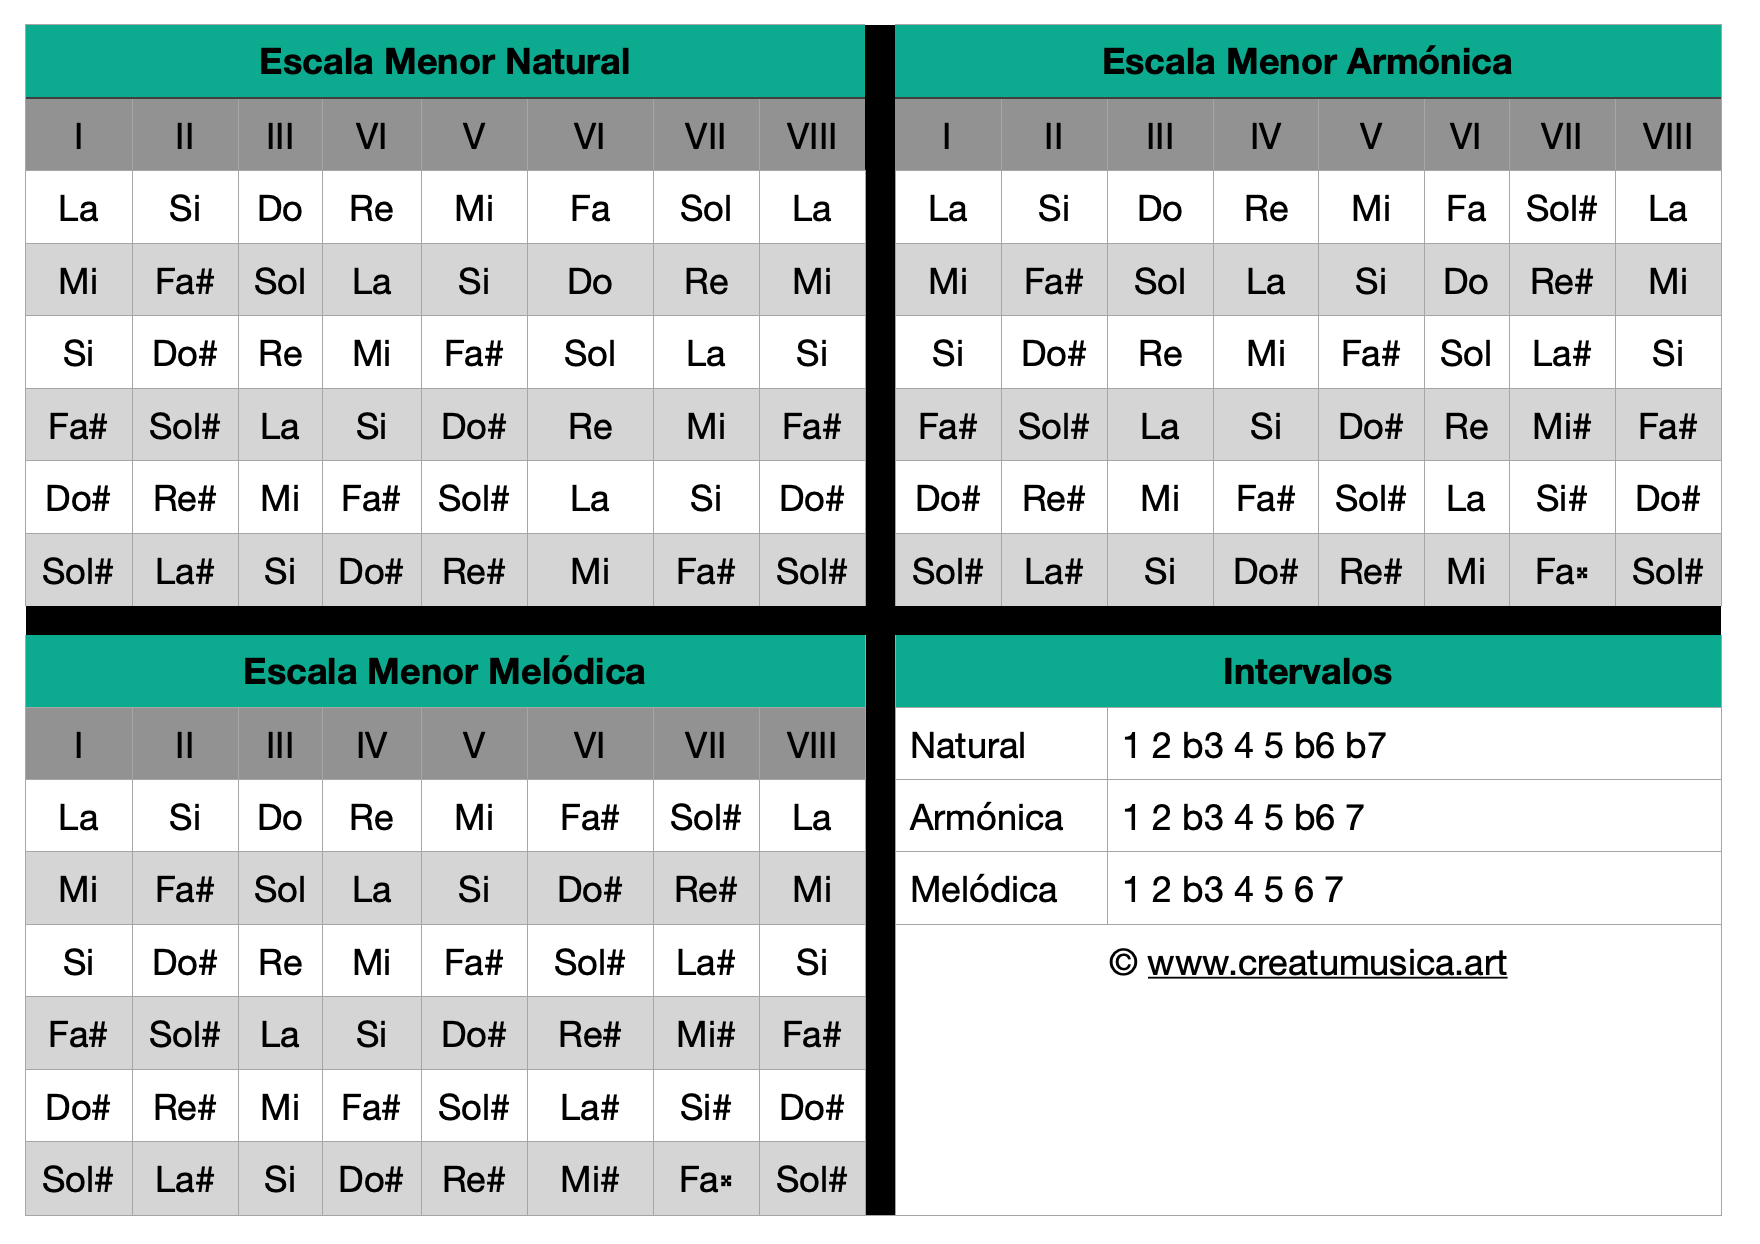 Escala Menor Natural
I II III VI V VI VII VIII
La Si Do Re Mi Fa Sol La
Mi Fa# Sol La Si Do Re Mi
Si Do# Re Mi Fa# Sol La Si
Fa# Sol# La Si Do# Re Mi Fa#
Do# Re# Mi Fa# Sol# La Si Do#
Sol# La# Si Do# Re# Mi Fa# Sol#
Escala Menor Armónica
I II III IV V VI VII VIII
La Si Do Re Mi Fa Sol# La
Mi Fa# Sol La Si Do Re# Mi
Si Do# Re Mi Fa# Sol La# Si
Fa# Sol# La Si Do# Re Mi# Fa#
Do# Re# Mi Fa# Sol# La Si# Do#
Sol# La# Si Do# Re# Mi Fa𝄪 Sol#
Escala Menor Melódica
I II III IV V VI VII VIII
La Si Do Re Mi Fa# Sol# La
Mi Fa# Sol La Si Do# Re# Mi
Si Do# Re Mi Fa# Sol# La# Si
Fa# Sol# La Si Do# Re# Mi# Fa#
Do# Re# Mi Fa# Sol# La# Si# Do#
Sol# La# Si Do# Re# Mi# Fa𝄪 Sol#
Intervalos
Natural 1 2 b3 4 5 b6 b7
Armónica 1 2 b3 4 5 b6 7
Melódica 1 2 b3 4 5 6 7
© www.creatumusica.art